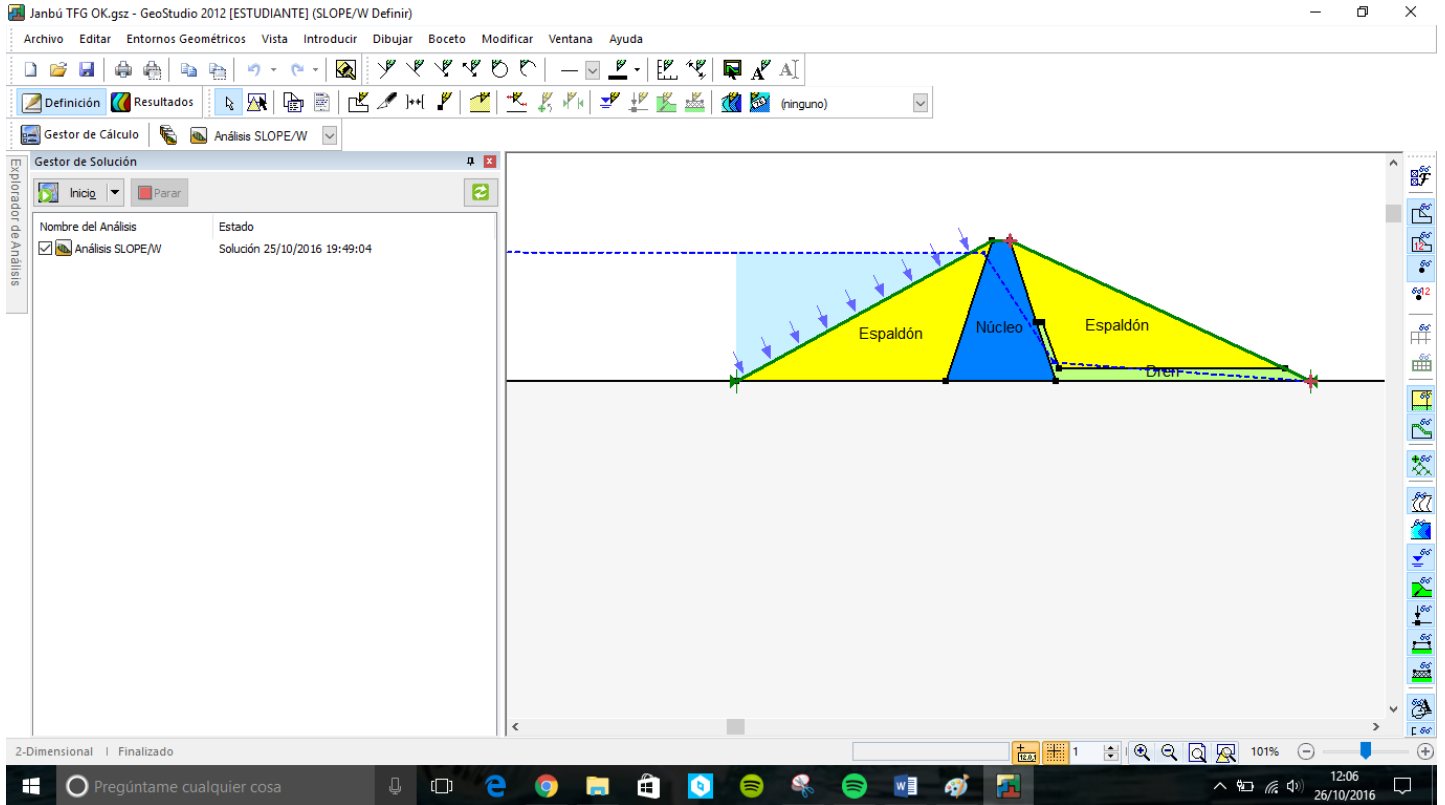 Janbú TFG OK.gsz - GeoStudio 2012 [ESTUDIANTE] (SLOPE/W Definir)
Archivo Editar Entornos Geométricos Vista Introducir Dibujar Boceto Modificar Ventana Ayuda
Definición Resultados (ninguno)
Gestor de Cálculo Análisis SLOPE/W
Explorador de Análisis
Gestor de Solución
Inicio Parar
Nombre del Análisis Estado
Análisis SLOPE/W Solución 25/10/2016 19:49:04
Espaldón Núcleo Espaldón
Dren
2-Dimensional | Finalizado 1 101%
Pregúntame cualquier cosa
12:06
26/10/2016